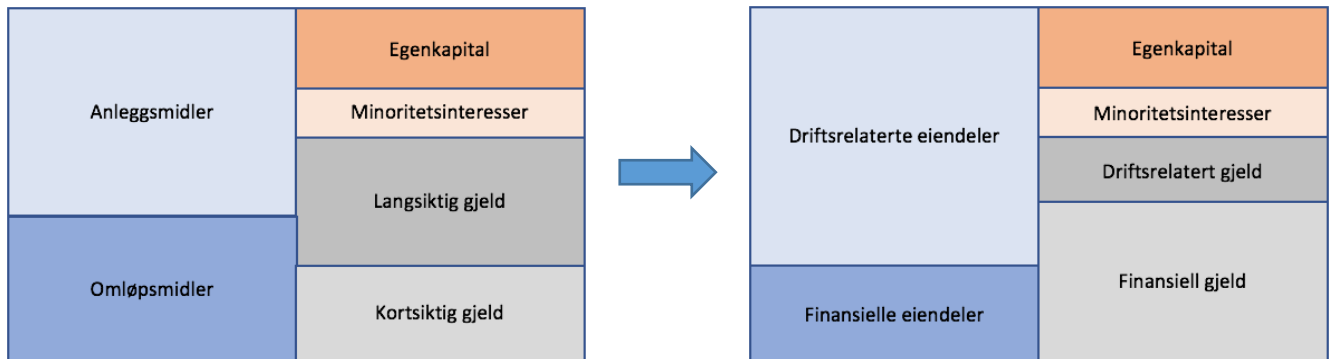 Anleggsmidler
Omløpsmidler
Egenkapital
Minoritetsinteresser
Langsiktig gjeld
Kortsiktig gjeld
Driftsrelaterte eiendeler
Finansielle eiendeler
Egenkapital
Minoritetsinteresser
Driftsrelatert gjeld
Finansiell gjeld